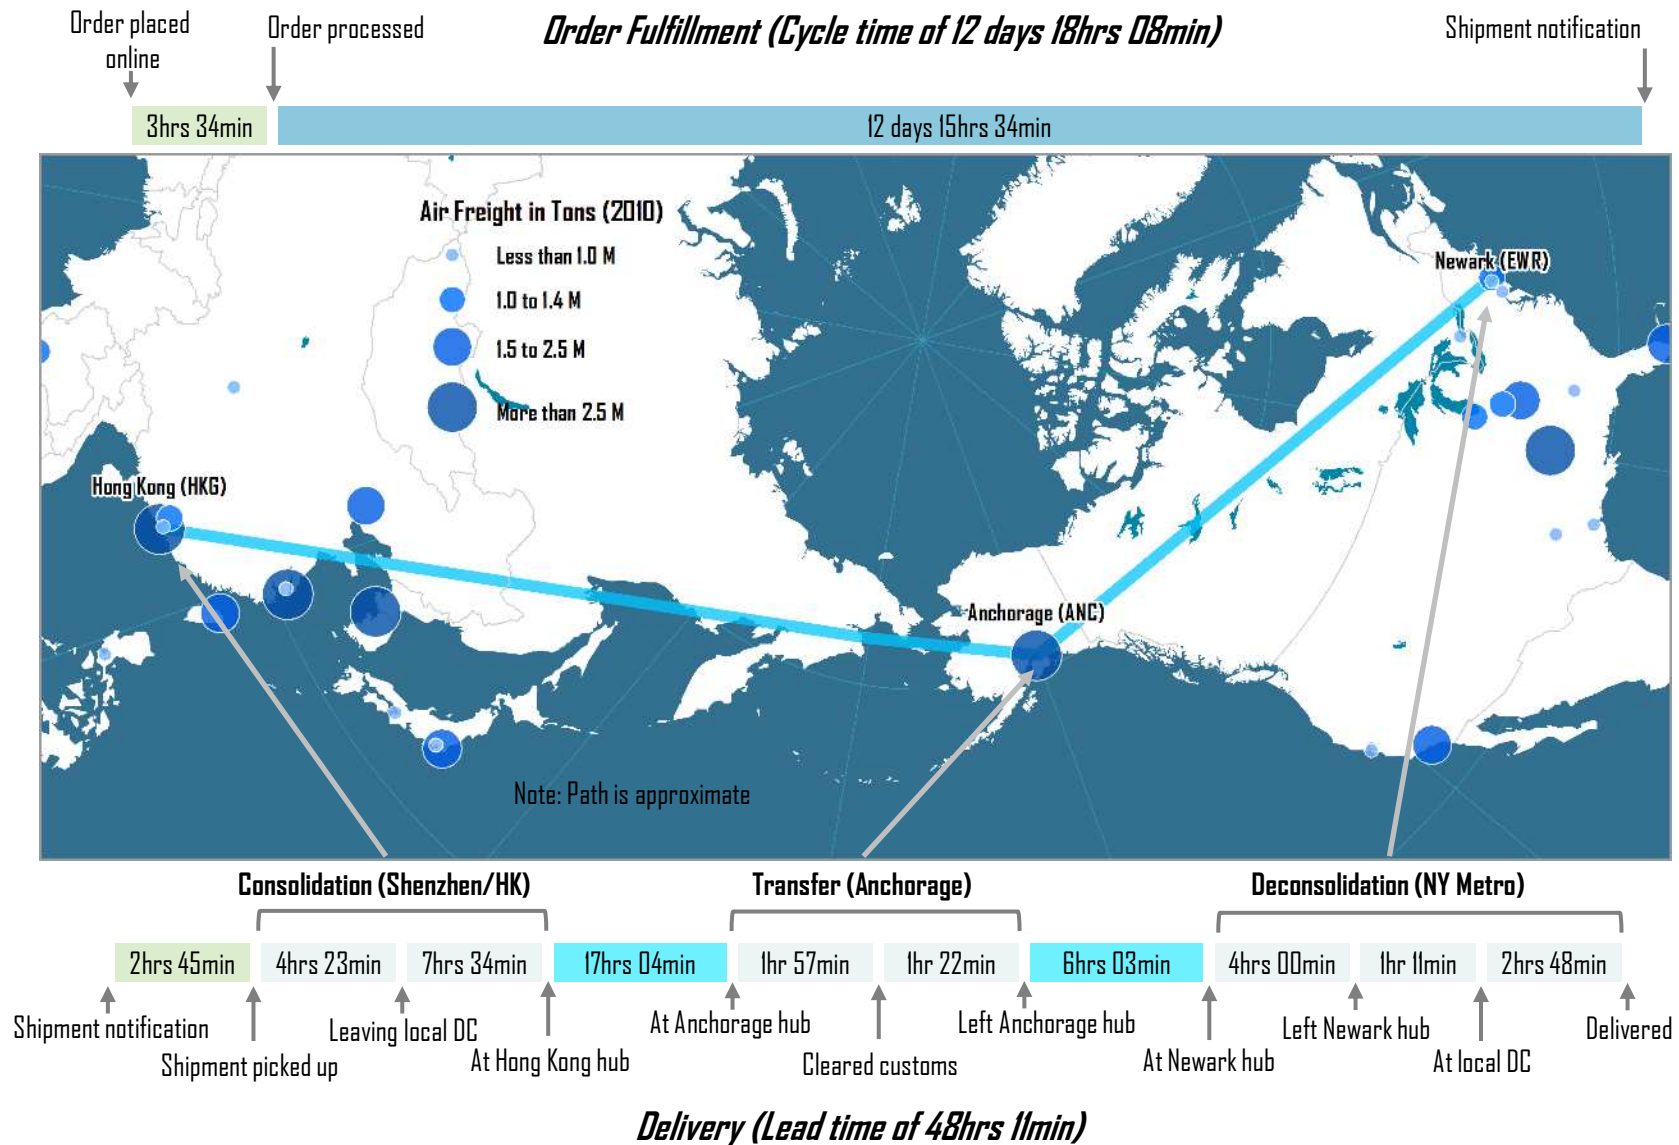 Order Fulfillment (Cycle time of 12 days 18hrs 08min)
Order placed
online
Order processed
Shipment notification
3hrs 34min
12 days 15hrs 34min
Air Freight in Tons (2010)
Less than 1.0 M
1.0 to 1.4 M
1.5 to 2.5 M
More than 2.5 M
Newark (EWR)
Hong Kong (HKG)
Anchorage (ANC)
Note: Path is approximate
Consolidation (Shenzhen/HK)
Transfer (Anchorage)
Deconsolidation (NY Metro)
2hrs 45min
4hrs 23min
7hrs 34min
17hrs 04min
1hr 57min
1hr 22min
6hrs 03min
4hrs 00min
1hr 11min
2hrs 48min
Shipment notification
Shipment picked up
Leaving local DC
At Hong Kong hub
At Anchorage hub
Cleared customs
Left Anchorage hub
At Newark hub
Left Newark hub
At local DC
Delivered
Delivery (Lead time of 48hrs 11min)